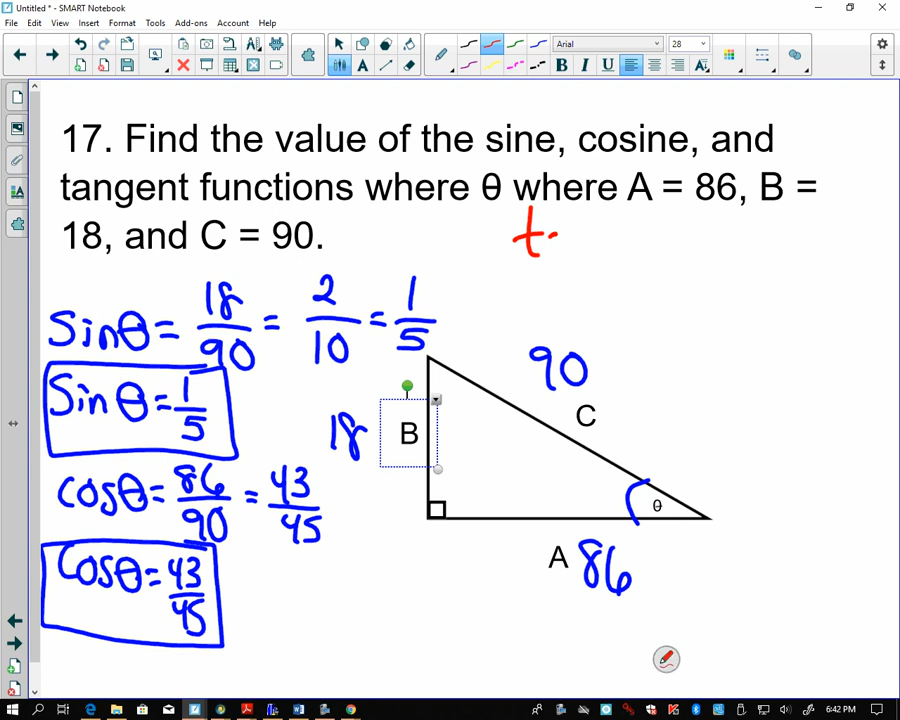 Untitled * - SMART Notebook
File Edit View Insert Format Tools Add-ons Account Help
Arial 28
B I U
17. Find the value of the sine, cosine, and
tangent functions where θ where A = 86, B =
18, and C = 90.
t
Sinθ = 18/90 = 2/10 = 1/5
90
Sinθ = 1/5
C
18 B
cosθ = 86/90 = 43/45
θ
A 86
Cosθ = 43/45
6:42 PM